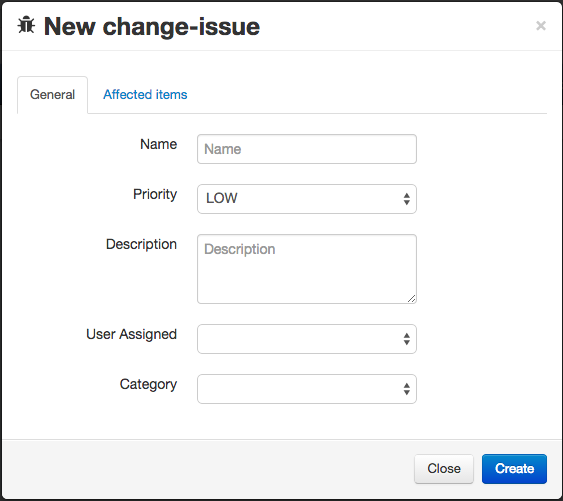 New change-issue
×
General
Affected items
Name
Name
Priority
LOW
Description
Description
User Assigned
Category
Close
Create